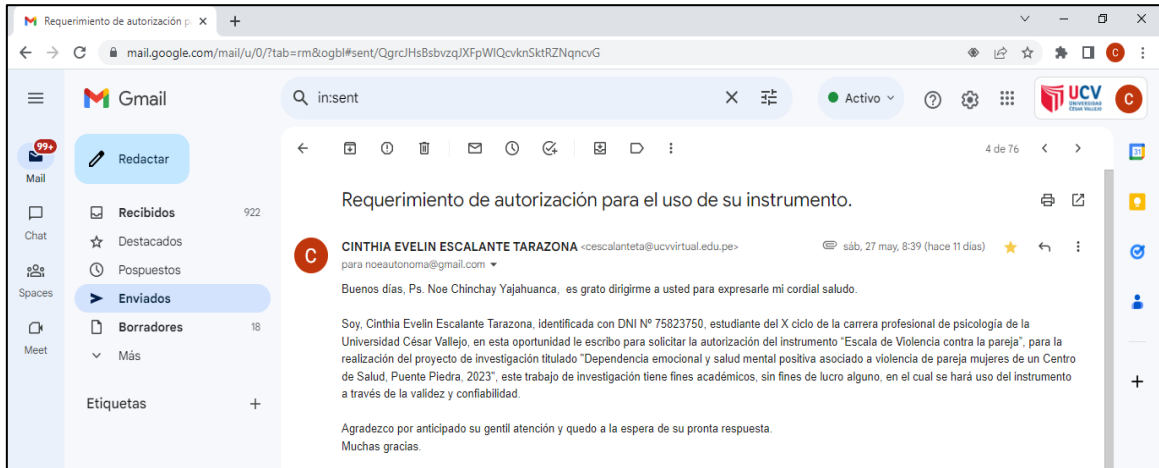 Requerimiento de autorización p
mail.google.com/mail/u/0/?tab=rm&ogbl#sent/QgrcJHsBsbvzqJXFpWlQcvknSktRZNqncvG
C
Gmail
in:sent
Activo
UCV
UNIVERSIDAD
CÉSAR VALLEJO
C
99+
Mail
Redactar
4 de 76
31
Requerimiento de autorización para el uso de su instrumento.
Chat
Recibidos 922
Destacados
C
CINTHIA EVELIN ESCALANTE TARAZONA <cescalanteta@ucvvirtual.edu.pe>
sáb, 27 may, 8:39 (hace 11 días)
para noeautonoma@gmail.com
Spaces
Pospuestos
Enviados
Borradores 18
Meet
Más
Etiquetas
Buenos días, Ps. Noe Chinchay Yajahuanca, es grato dirigirme a usted para expresarle mi cordial saludo.
Soy, Cinthia Evelin Escalante Tarazona, identificada con DNI Nº 75823750, estudiante del X ciclo de la carrera profesional de psicología de la
Universidad César Vallejo, en esta oportunidad le escribo para solicitar la autorización del instrumento “Escala de Violencia contra la pareja”, para la
realización del proyecto de investigación titulado "Dependencia emocional y salud mental positiva asociado a violencia de pareja mujeres de un Centro
de Salud, Puente Piedra, 2023”, este trabajo de investigación tiene fines académicos, sin fines de lucro alguno, en el cual se hará uso del instrumento
a través de la validez y confiabilidad.
Agradezco por anticipado su gentil atención y quedo a la espera de su pronta respuesta.
Muchas gracias.